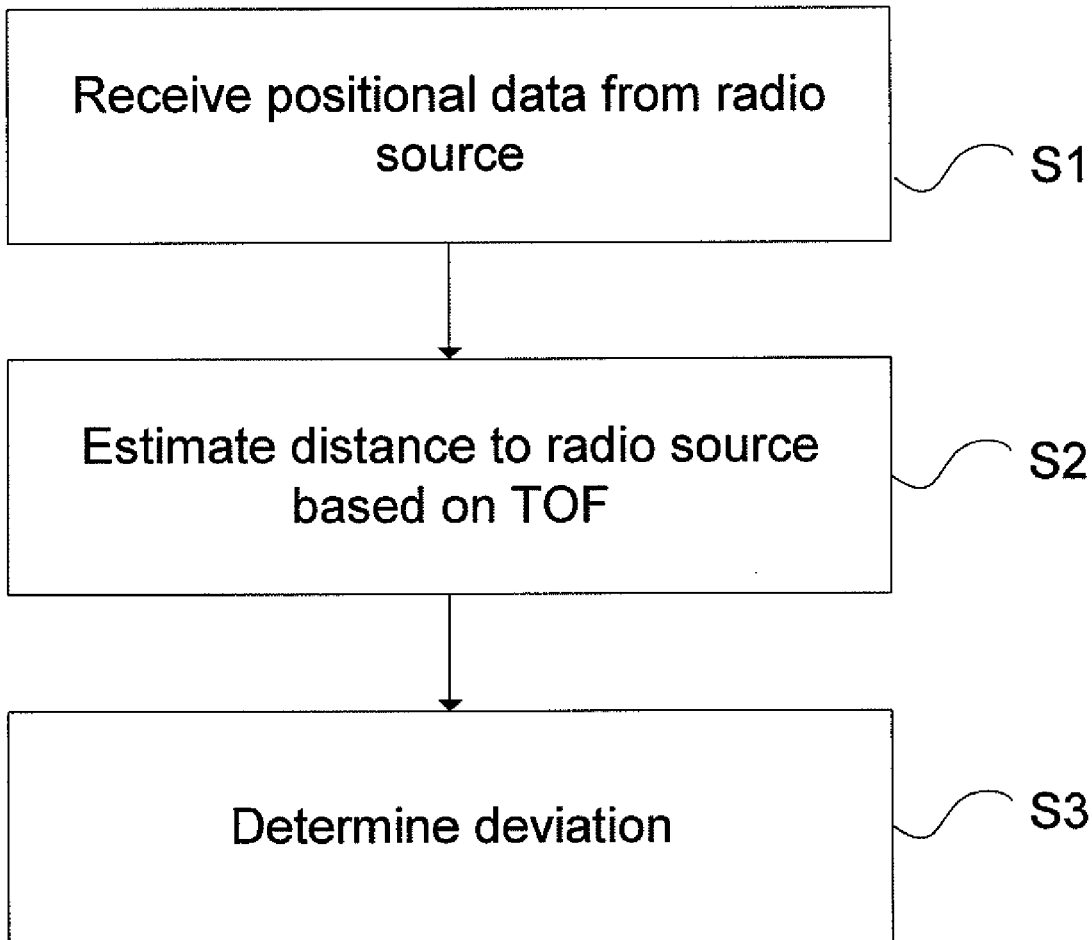 Receive positional data from radio
source
S1
Estimate distance to radio source
based on TOF
S2
Determine deviation
S3